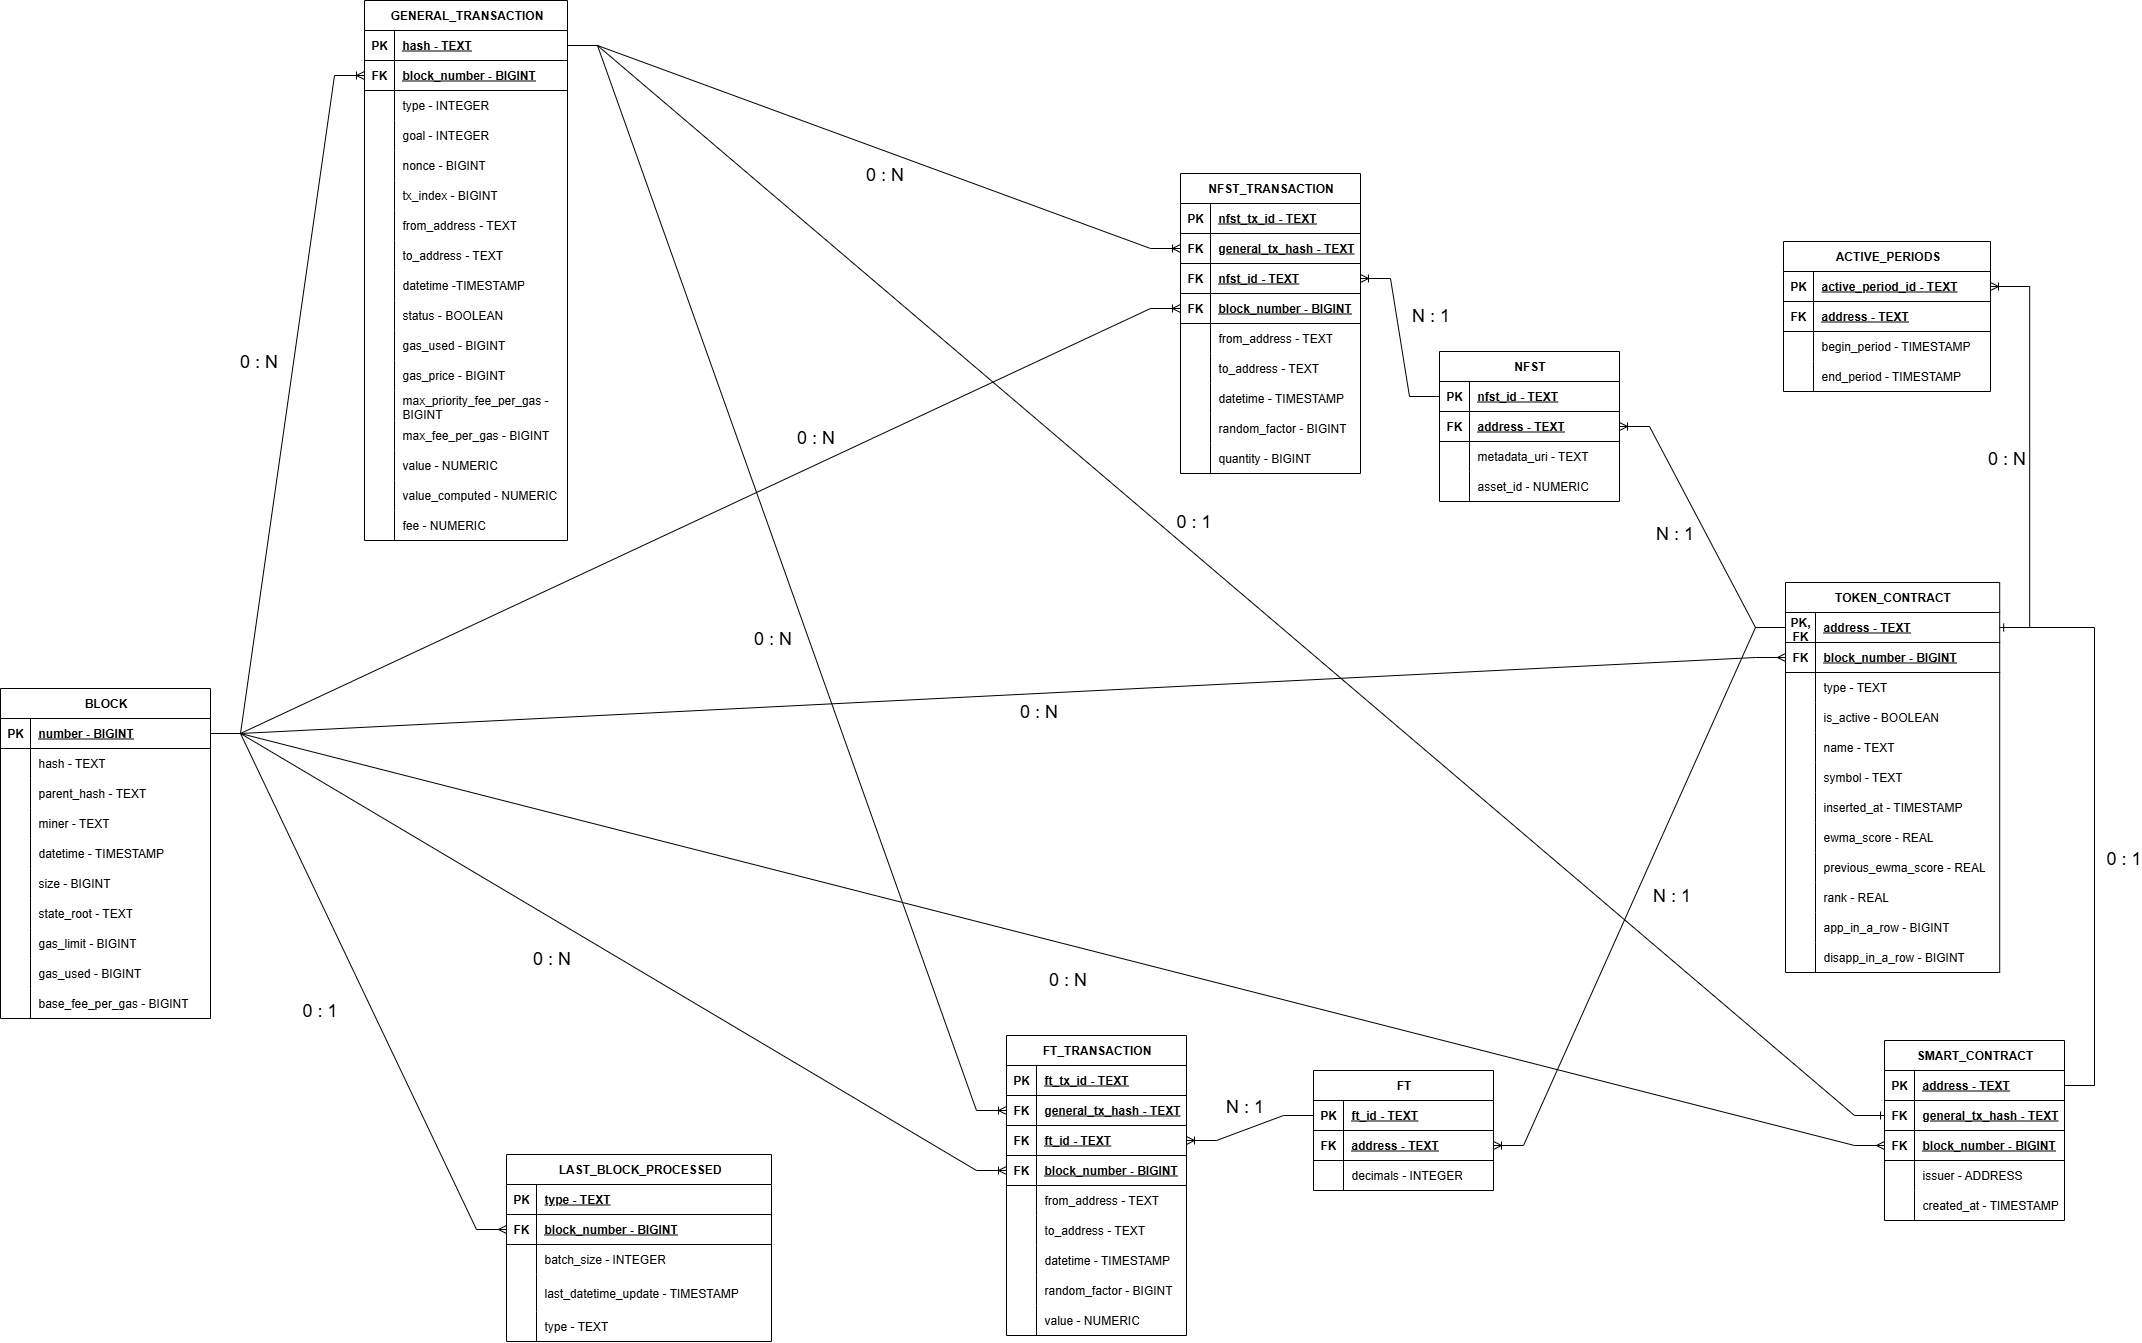 GENERAL_TRANSACTION
PK hash - TEXT
FK block_number - BIGINT
type - INTEGER
goal - INTEGER
nonce - BIGINT
tx_index - BIGINT
from_address - TEXT
to_address - TEXT
datetime -TIMESTAMP
status - BOOLEAN
gas_used - BIGINT
gas_price - BIGINT
max_priority_fee_per_gas -
BIGINT
max_fee_per_gas - BIGINT
value - NUMERIC
value_computed - NUMERIC
fee - NUMERIC
0 : N
0 : N
NFST_TRANSACTION
PK nfst_tx_id - TEXT
FK general_tx_hash - TEXT
FK nfst_id - TEXT
FK block_number - BIGINT
from_address - TEXT
to_address - TEXT
datetime - TIMESTAMP
random_factor - BIGINT
quantity - BIGINT
N : 1
NFST
PK nfst_id - TEXT
FK address - TEXT
metadata_uri - TEXT
asset_id - NUMERIC
ACTIVE_PERIODS
PK active_period_id - TEXT
FK address - TEXT
begin_period - TIMESTAMP
end_period - TIMESTAMP
0 : N
0 : N
0 : 1
N : 1
TOKEN_CONTRACT
PK,
FK address - TEXT
FK block_number - BIGINT
type - TEXT
is_active - BOOLEAN
name - TEXT
symbol - TEXT
inserted_at - TIMESTAMP
ewma_score - REAL
previous_ewma_score - REAL
rank - REAL
app_in_a_row - BIGINT
disapp_in_a_row - BIGINT
0 : N
0 : N
0 : 1
N : 1
BLOCK
PK number - BIGINT
hash - TEXT
parent_hash - TEXT
miner - TEXT
datetime - TIMESTAMP
size - BIGINT
state_root - TEXT
gas_limit - BIGINT
gas_used - BIGINT
base_fee_per_gas - BIGINT
0 : N
0 : N
0 : 1
FT_TRANSACTION
PK ft_tx_id - TEXT
FK general_tx_hash - TEXT
FK ft_id - TEXT
FK block_number - BIGINT
from_address - TEXT
to_address - TEXT
datetime - TIMESTAMP
random_factor - BIGINT
value - NUMERIC
N : 1
FT
PK ft_id - TEXT
FK address - TEXT
decimals - INTEGER
SMART_CONTRACT
PK address - TEXT
FK general_tx_hash - TEXT
FK block_number - BIGINT
issuer - ADDRESS
created_at - TIMESTAMP
LAST_BLOCK_PROCESSED
PK type - TEXT
FK block_number - BIGINT
batch_size - INTEGER
last_datetime_update - TIMESTAMP
type - TEXT